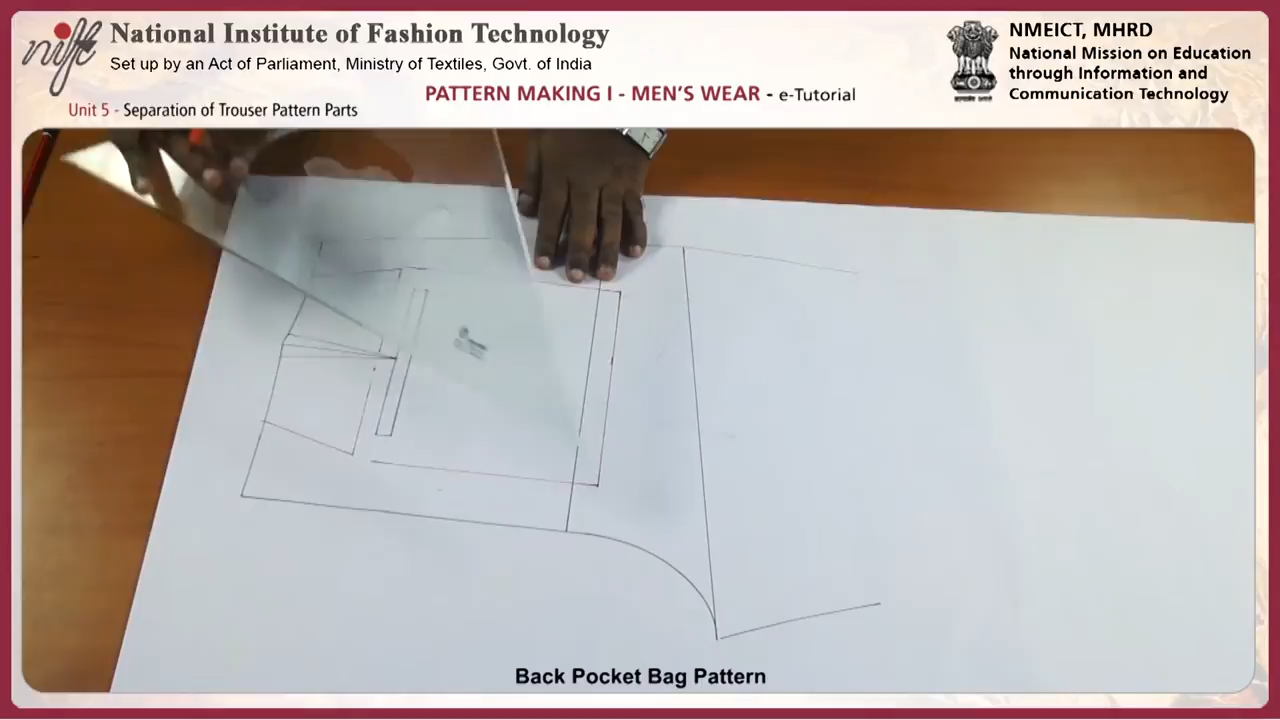 nift
National Institute of Fashion Technology
Set up by an Act of Parliament, Ministry of Textiles, Govt. of India
NMEICT, MHRD
National Mission on Education
through Information and
Communication Technology
PATTERN MAKING I - MEN'S WEAR - e-Tutorial
Unit 5 - Separation of Trouser Pattern Parts
Back Pocket Bag Pattern